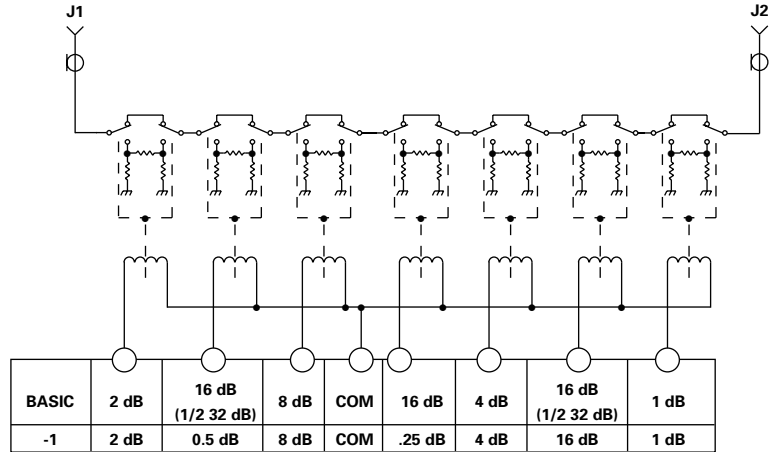 J1 J2
BASIC 2 dB 16 dB (1/2 32 dB) 8 dB COM 16 dB 4 dB 16 dB (1/2 32 dB) 1 dB
-1 2 dB 0.5 dB 8 dB COM .25 dB 4 dB 16 dB 1 dB